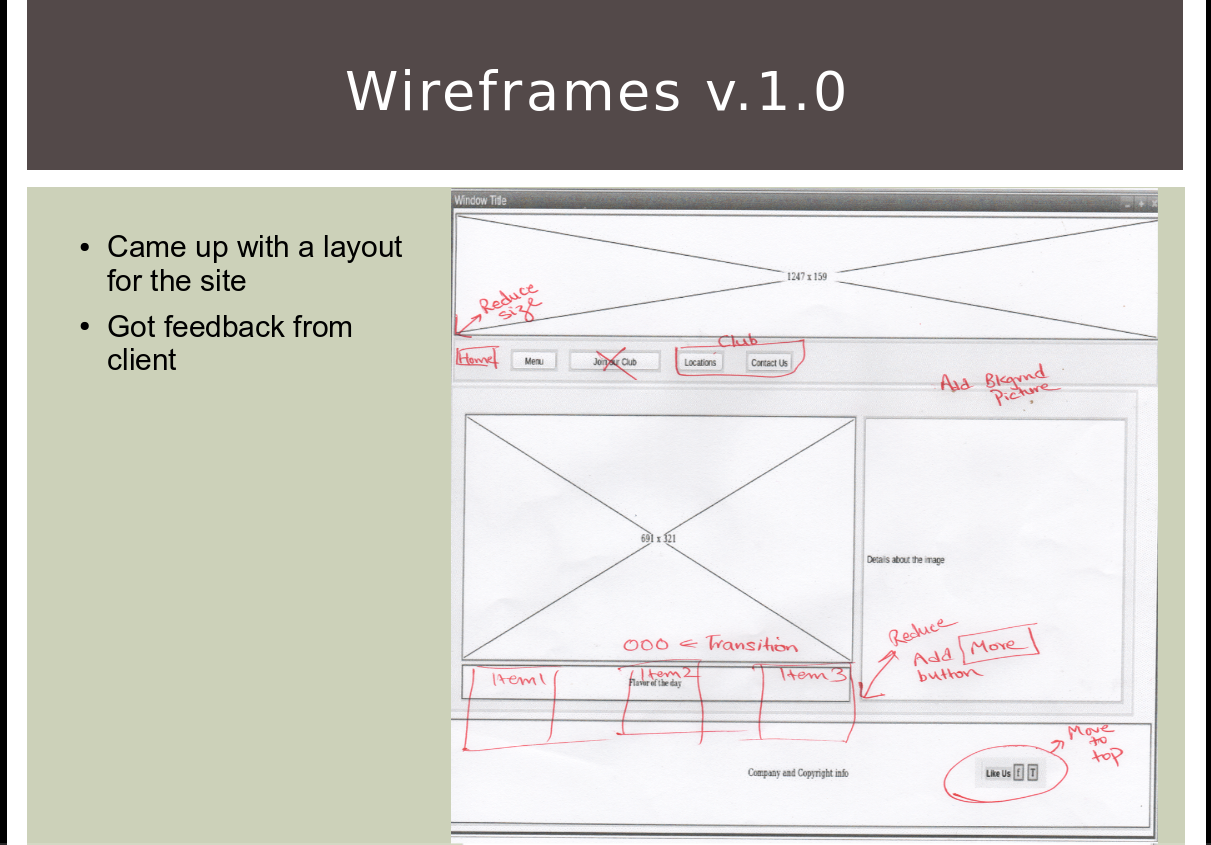 Wireframes v.1.0
• Came up with a layout
for the site
• Got feedback from
client
Window Title
1247 x 159
Reduce
size
Club
Home
Menu
Join our Club
Locations
Contact Us
Add Bkgrnd
Picture
691 x 321
Details about the image
000 ← Transition
Reduce
Add More
button
Item1
Item2
Item3
Flavor of the day
Move
to
top
Company and Copyright info
Like Us f T